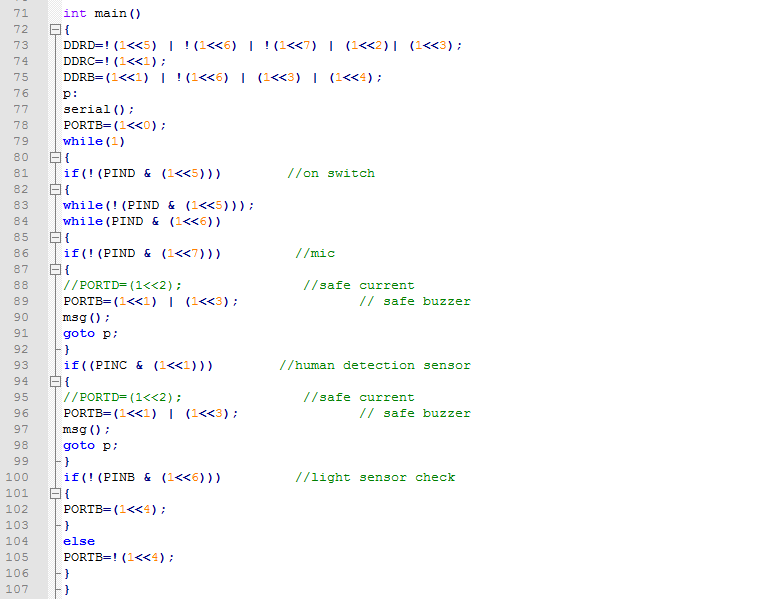 71 int main()
72 {
73 DDRD=!(1<<5) | !(1<<6) | !(1<<7) | (1<<2)| (1<<3);
74 DDRC=!(1<<1);
75 DDRB=(1<<1) | !(1<<6) | (1<<3) | (1<<4);
76 p:
77 serial();
78 PORTB=(1<<0);
79 while(1)
80 {
81 if(!(PIND & (1<<5))) //on switch
82 {
83 while(!(PIND & (1<<5)));
84 while(PIND & (1<<6))
85 {
86 if(!(PIND & (1<<7))) //mic
87 {
88 //PORTD=(1<<2); //safe current
89 PORTB=(1<<1) | (1<<3); // safe buzzer
90 msg();
91 goto p;
92 }
93 if((PINC & (1<<1))) //human detection sensor
94 {
95 //PORTD=(1<<2); //safe current
96 PORTB=(1<<1) | (1<<3); // safe buzzer
97 msg();
98 goto p;
99 }
100 if(!(PINB & (1<<6))) //light sensor check
101 {
102 PORTB=(1<<4);
103 }
104 else
105 PORTB=!(1<<4);
106 }
107 }